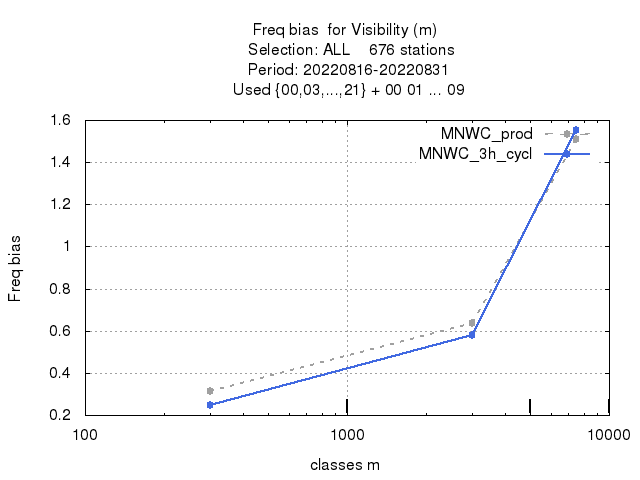 Freq bias  for Visibility (m)
Selection: ALL    676 stations
Period: 20220816-20220831
Used {00,03,...,21} + 00 01 ... 09
1.6
1.4
1.2
1
0.8
0.6
0.4
0.2
Freq bias
MNWC_prod
MNWC_3h_cycl
100 1000 10000
classes m